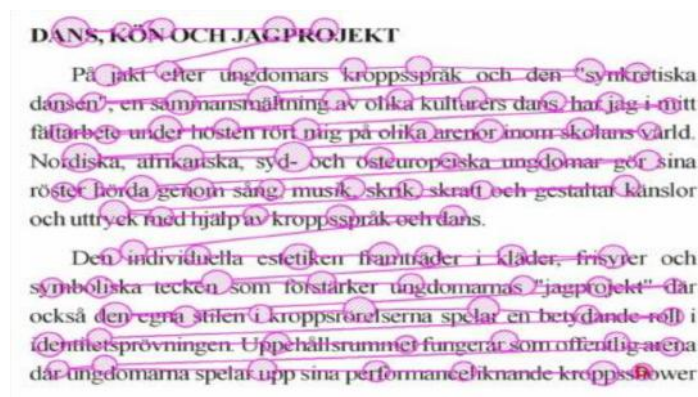 DANS, KÖN OCH JAGPROJEKT
På jakt efter ungdomars kroppsspråk och den "synkretiska
dansen", en sammansmältning av olika kulturers dans, har jag i mitt
fältarbete under hösten rört mig på olika arenor inom skolans värld.
Nordiska, afrikanska, syd- och östeuropeiska ungdomar gör sina
röster hörda genom sång, musik, skrik, skratt och gestaltar känslor
och uttryck med hjälp av kroppsspråk och dans.
Den individuella estetiken framträder i kläder, frisyrer och
symboliska tecken som förstärker ungdomarnas "jagprojekt" där
också den egna stilen i kroppsrörelserna spelar en betydande roll i
identitetsprövningen. Uppehållsrummet fungerar som offentlig arena
där ungdomarna spelar upp sina performanceliknande kroppsshower